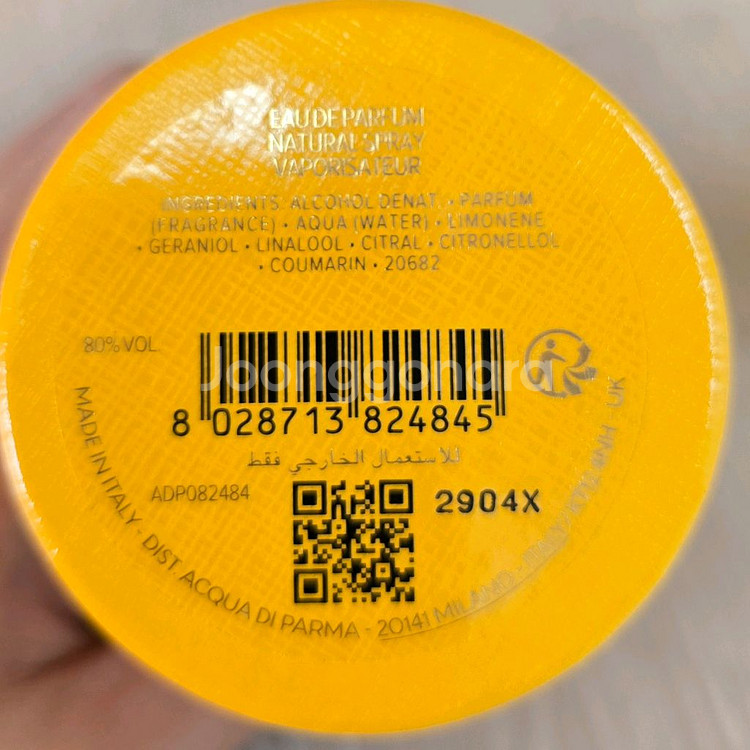 EAU DE PARFUM
NATURAL SPRAY
VAPORISATEUR
INGREDIENTS: ALCOHOL DENAT. • PARFUM
(FRAGRANCE) • AQUA (WATER) • LIMONENE
• GERANIOL • LINALOOL • CITRAL • CITRONELLOL
• COUMARIN • 20682
80% VOL.
Joonggonara
8 028713 824845
للاستعمال الخارجي فقط
ADP082484
2904X
MADE IN ITALY - DIST. ACQUA DI PARMA - 20141 MILANO - 4NH - UK